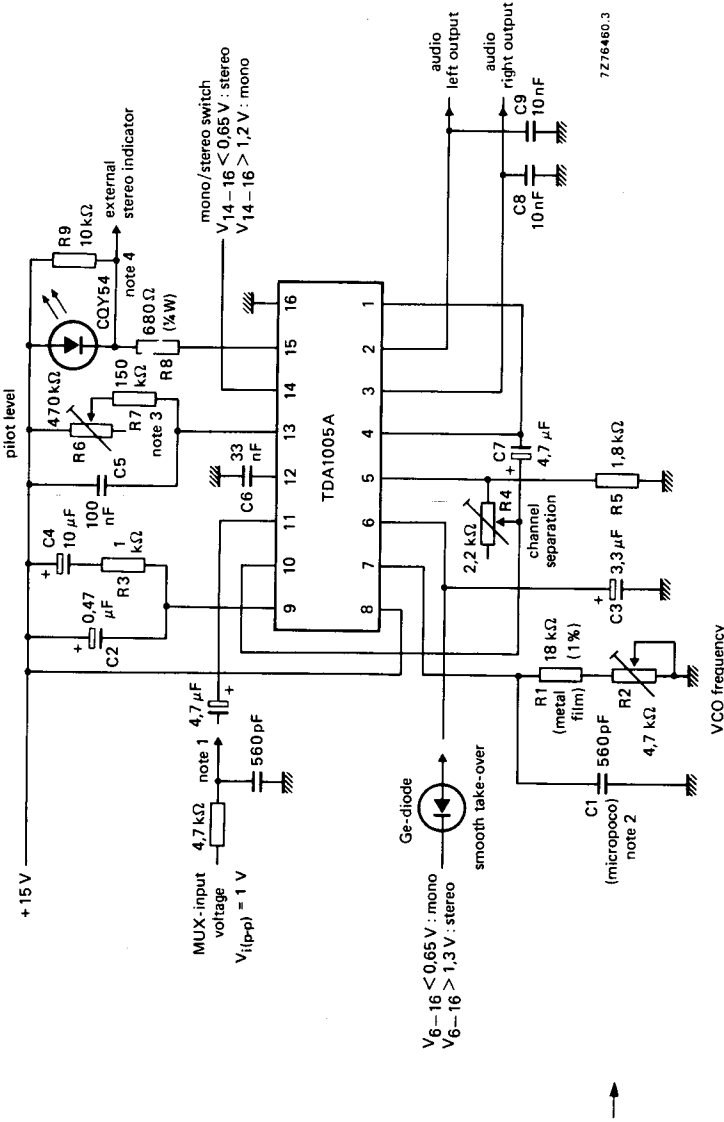 +15 V
pilot level
C4
10 µF
+
0,47
µF
+
C2
1
kΩ
R3
100
nF
C5
470 kΩ
R6
R7
150
kΩ
note 3
CQY54
R9
10 kΩ
note 4
external
stereo indicator
680 Ω
(¼W)
R8
mono/stereo switch
V14–16 < 0,65 V : stereo
V14–16 > 1,2 V : mono
C6
33
nF
MUX-input
voltage
Vi(p-p) = 1 V
4,7 kΩ
note 1
560 pF
4,7 µF
+
9
10
11
12
13
14
15
16
TDA1005A
8
7
6
5
4
3
2
1
V6–16 < 0,65 V : mono
V6–16 > 1,3 V : stereo
Ge-diode
smooth take-over
2,2 kΩ
R4
channel
separation
+
C7
4,7 µF
R5
1,8 kΩ
+
C3
3,3 µF
R1
(metal
film)
18 kΩ
(1%)
R2
4,7 kΩ
C1
560 pF
(micropoco)
note 2
VCO frequency
C8
10 nF
C9
10 nF
audio
left output
audio
right output
7Z76460.3